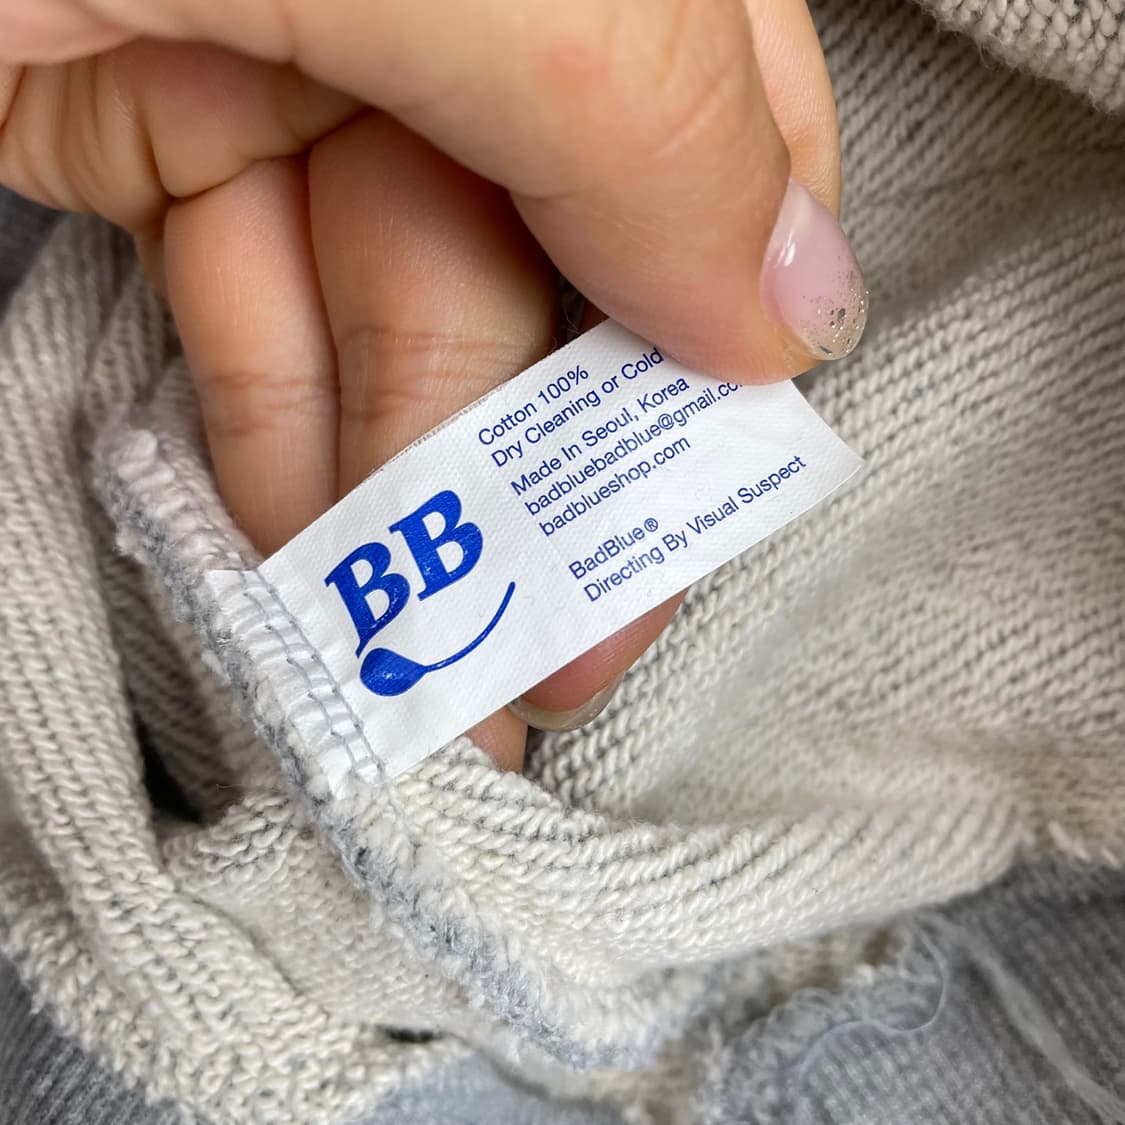 Cotton 100%
Dry Cleaning or Cold
Made In Seoul, Korea
badbluebadblue@gmail.co
badblueshop.com
BadBlue®
Directing By Visual Suspect
BB